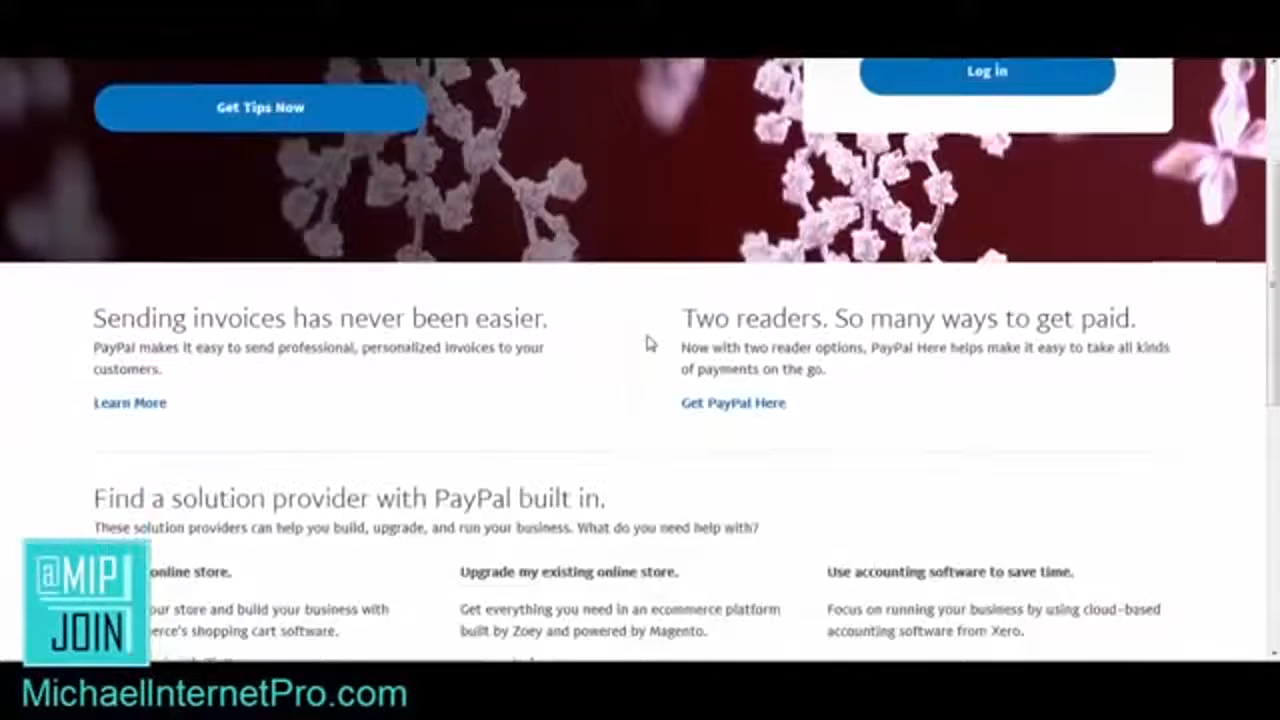 Log in
Get Tips Now
Sending invoices has never been easier.
PayPal makes it easy to send professional, personalized invoices to your
customers.
Learn More
Two readers. So many ways to get paid.
Now with two reader options, PayPal Here helps make it easy to take all kinds
of payments on the go.
Get PayPal Here
Find a solution provider with PayPal built in.
These solution providers can help you build, upgrade, and run your business. What do you need help with?
online store.
our store and build your business with
erce's shopping cart software.
Upgrade my existing online store.
Get everything you need in an ecommerce platform
built by Zoey and powered by Magento.
Use accounting software to save time.
Focus on running your business by using cloud-based
accounting software from Xero.
@MIP
JOIN
MichaelInternetPro.com